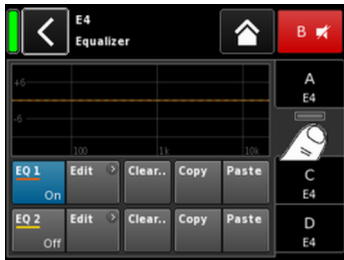 E4
Equalizer
B
+6
-6
100 1k 10k
A
E4
C
E4
D
E4
EQ 1 On
Edit
Clear..
Copy
Paste
EQ 2 Off
Edit
Clear..
Copy
Paste